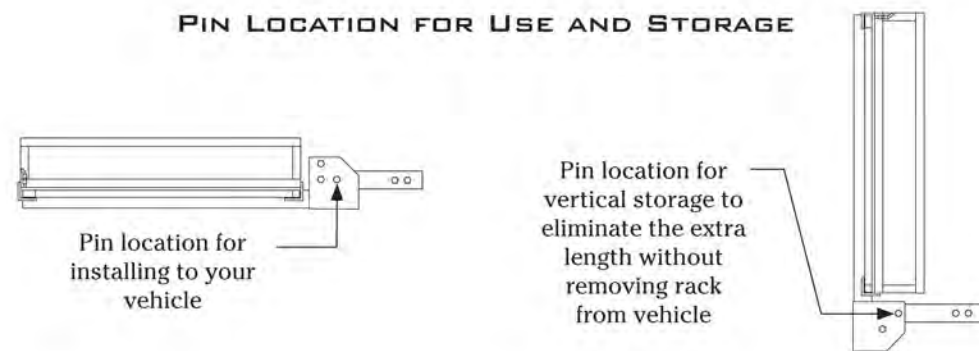 PIN LOCATION FOR USE AND STORAGE
Pin location for
installing to your
vehicle
Pin location for
vertical storage to
eliminate the extra
length without
removing rack
from vehicle